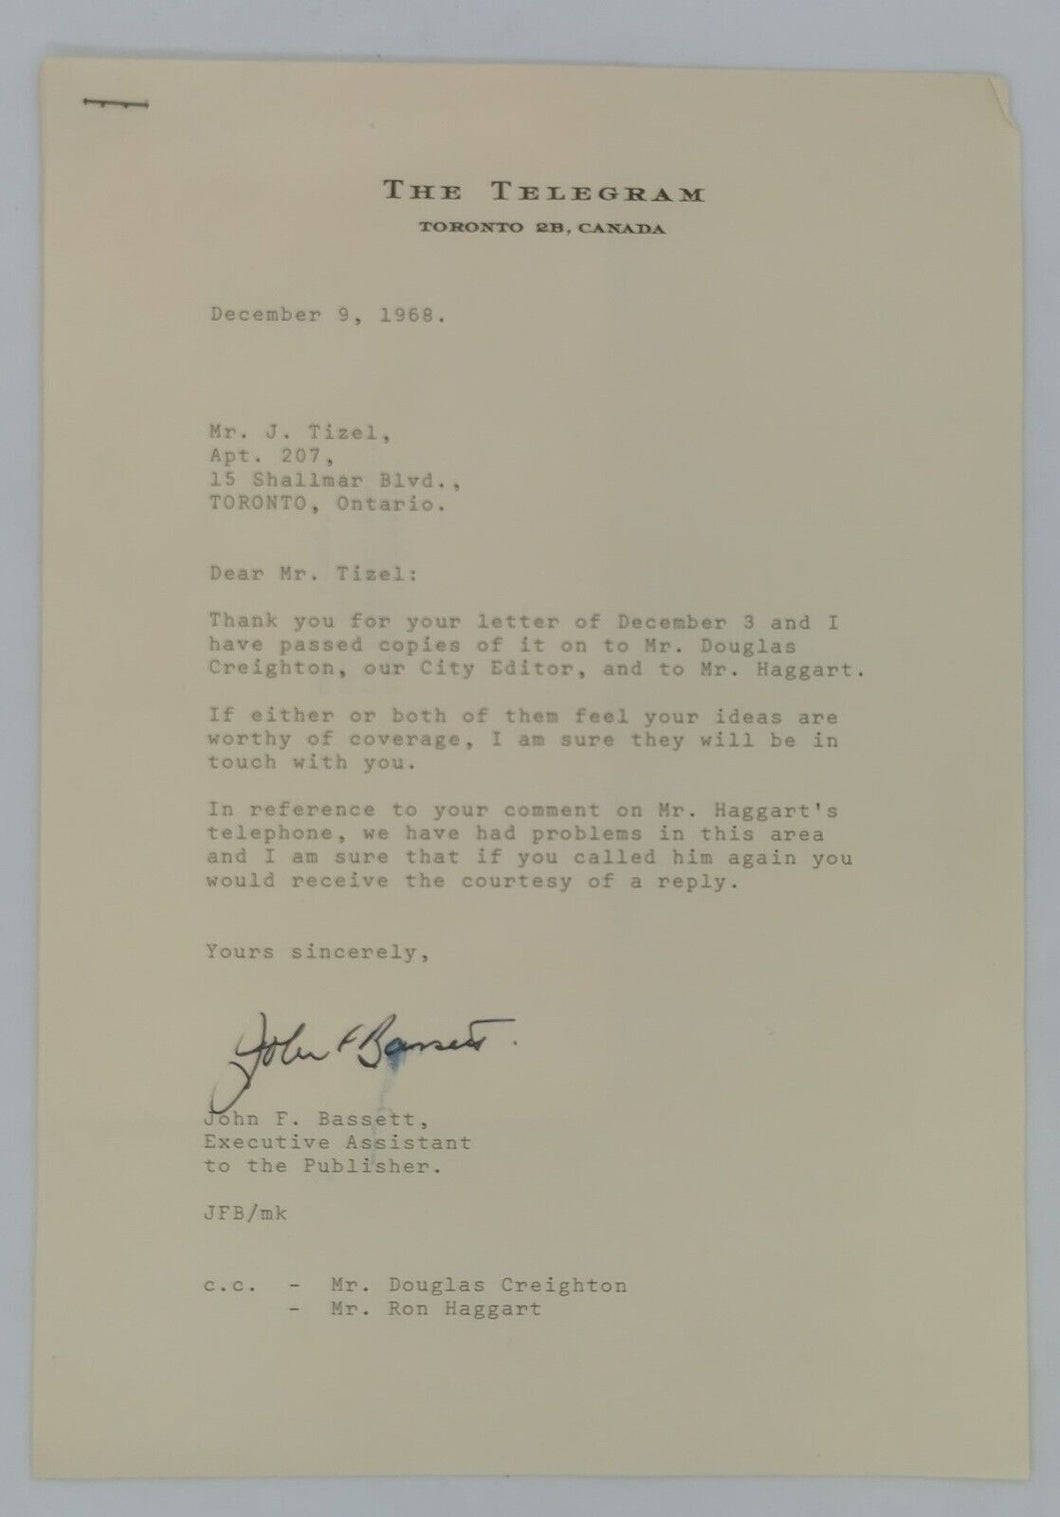 THE TELEGRAM
TORONTO 2B, CANADA
December 9, 1968.
Mr. J. Tizel,
Apt. 207,
15 Shallmar Blvd.,
TORONTO, Ontario.
Dear Mr. Tizel:
Thank you for your letter of December 3 and I
have passed copies of it on to Mr. Douglas
Creighton, our City Editor, and to Mr. Haggart.
If either or both of them feel your ideas are
worthy of coverage, I am sure they will be in
touch with you.
In reference to your comment on Mr. Haggart's
telephone, we have had problems in this area
and I am sure that if you called him again you
would receive the courtesy of a reply.
Yours sincerely,
John F Bassett.
John F. Bassett,
Executive Assistant
to the Publisher.
JFB/mk
c.c. - Mr. Douglas Creighton
- Mr. Ron Haggart